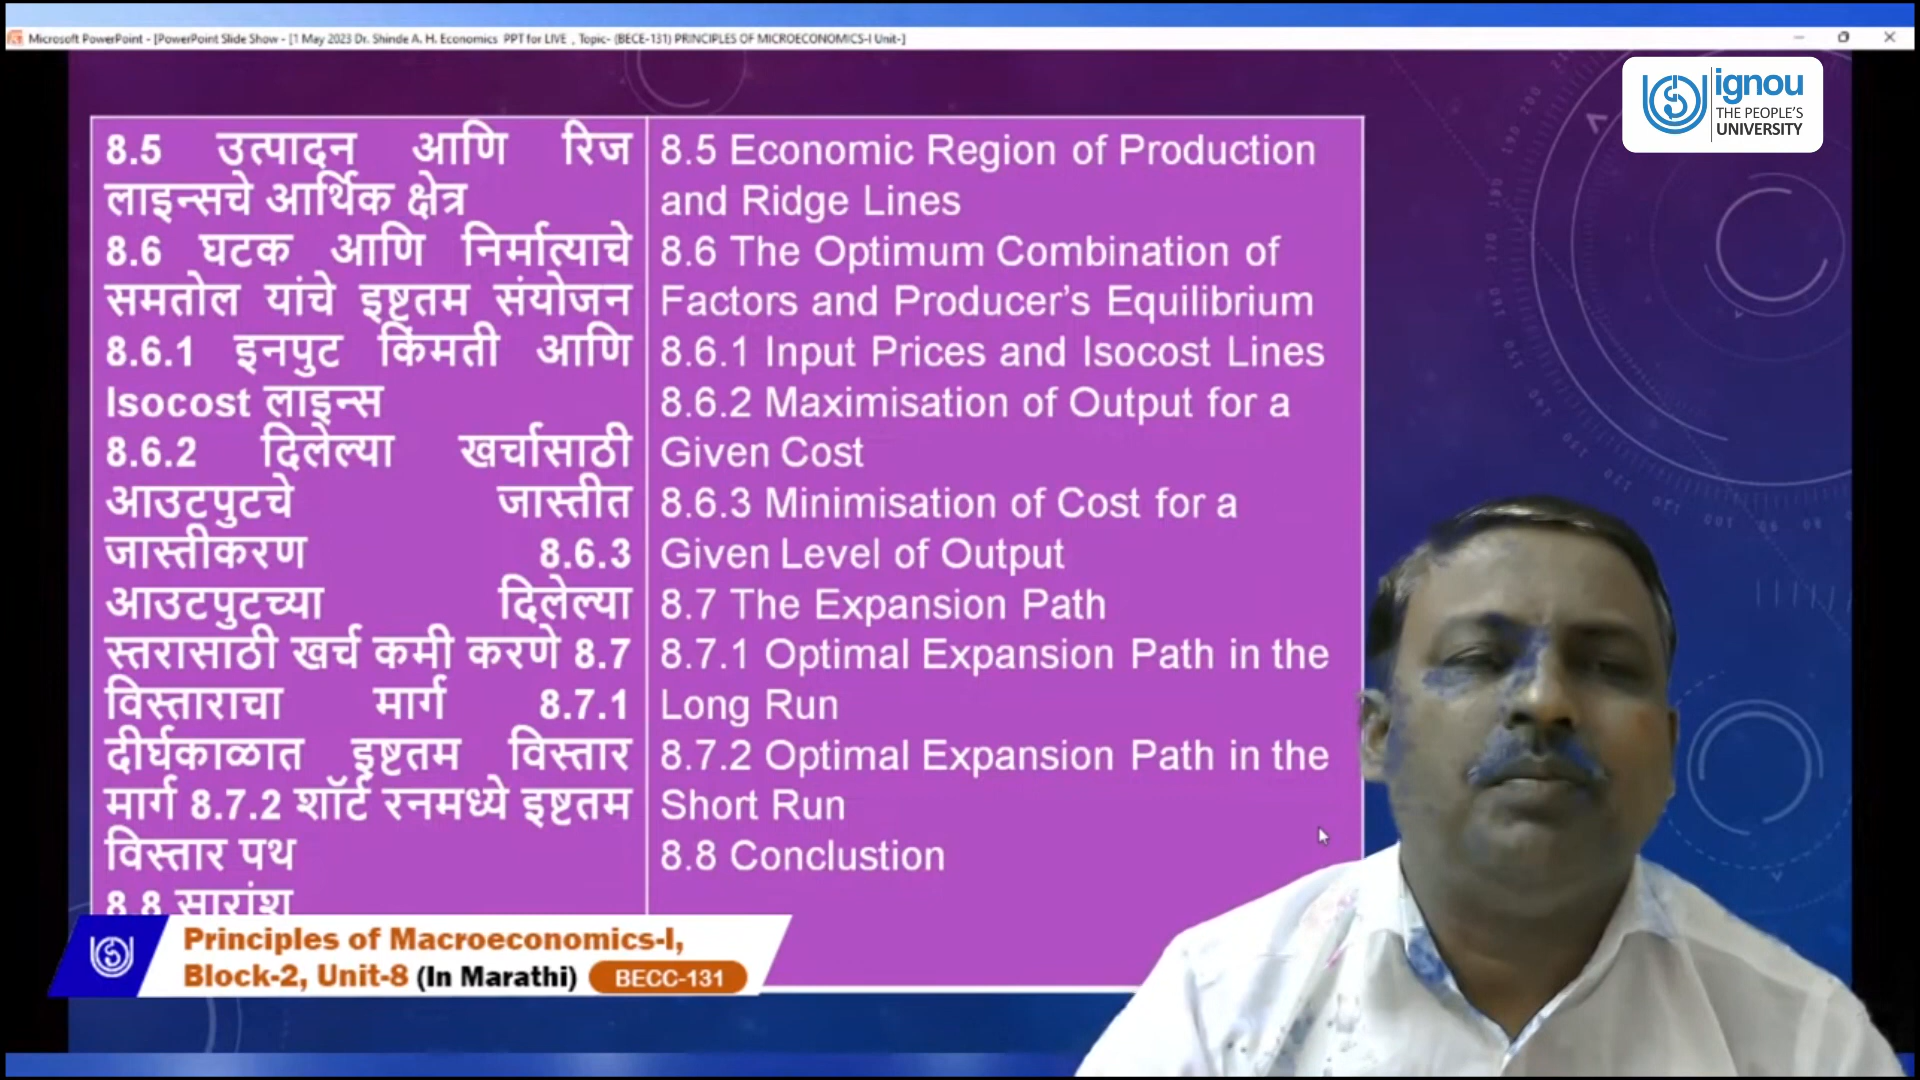 Microsoft PowerPoint - [PowerPoint Slide Show - [1 May 2023 Dr. Shinde A. H. Economics PPT for LIVE , Topic- (BECE-131) PRINCIPLES OF MICROECONOMICS-I Unit-]
ignou
THE PEOPLE'S
UNIVERSITY
8.5 उत्पादन आणि रिज
लाइन्सचे आर्थिक क्षेत्र
8.6 घटक आणि निर्मात्याचे
समतोल यांचे इष्टतम संयोजन
8.6.1 इनपुट किंमती आणि
Isocost लाइन्स
8.6.2 दिलेल्या खर्चासाठी
आउटपुटचे जास्तीत
जास्तीकरण 8.6.3
आउटपुटच्या दिलेल्या
स्तरासाठी खर्च कमी करणे 8.7
विस्ताराचा मार्ग 8.7.1
दीर्घकाळात इष्टतम विस्तार
मार्ग 8.7.2 शॉर्ट रनमध्ये इष्टतम
विस्तार पथ
8.8 सारांश
8.5 Economic Region of Production
and Ridge Lines
8.6 The Optimum Combination of
Factors and Producer's Equilibrium
8.6.1 Input Prices and Isocost Lines
8.6.2 Maximisation of Output for a
Given Cost
8.6.3 Minimisation of Cost for a
Given Level of Output
8.7 The Expansion Path
8.7.1 Optimal Expansion Path in the
Long Run
8.7.2 Optimal Expansion Path in the
Short Run
8.8 Conclustion
Principles of Macroeconomics-I,
Block-2, Unit-8 (In Marathi) BECC-131